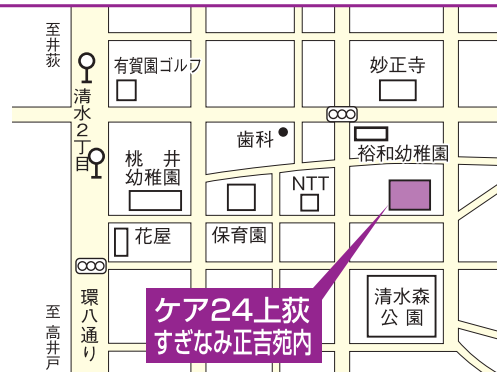 至井荻
有賀園ゴルフ
妙正寺
清水2丁目
歯科
裕和幼稚園
桃井
幼稚園
NTT
花屋
保育園
環八通り
ケア24上荻
すぎなみ正吉苑内
清水森
公園
至高井戸